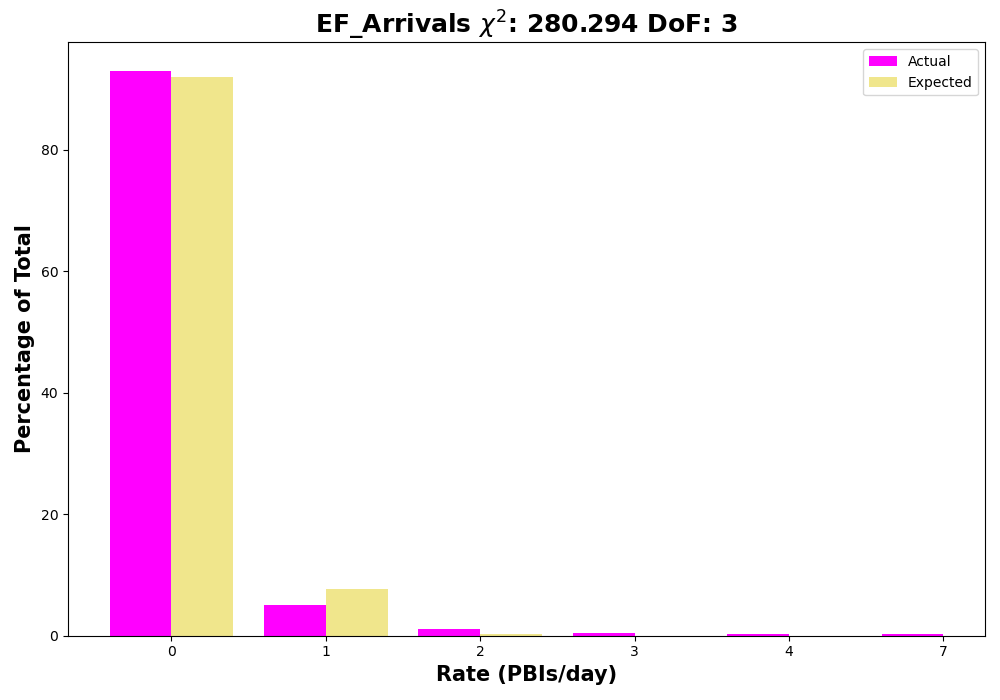 EF_Arrivals χ²: 280.294 DoF: 3
Actual
Expected
Percentage of Total
80
60
40
20
0
0 1 2 3 4 7
Rate (PBIs/day)